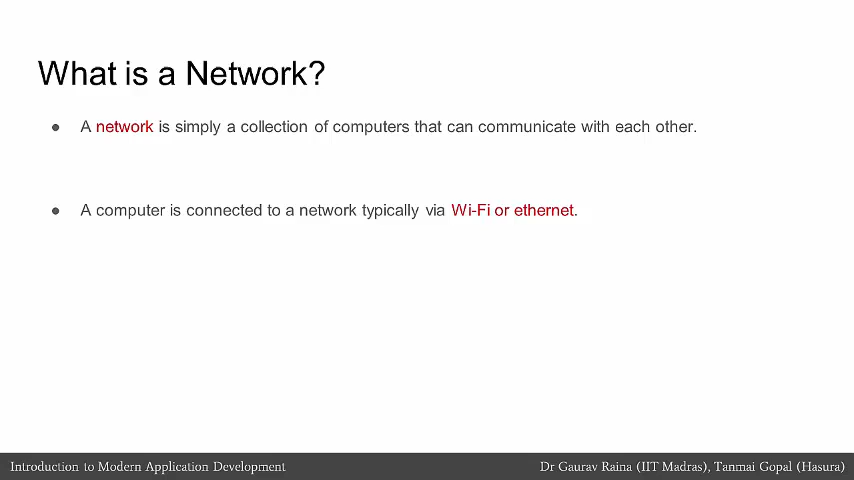 What is a Network?
● A network is simply a collection of computers that can communicate with each other.
● A computer is connected to a network typically via Wi-Fi or ethernet.
Introduction to Modern Application Development
Dr Gaurav Raina (IIT Madras), Tanmai Gopal (Hasura)